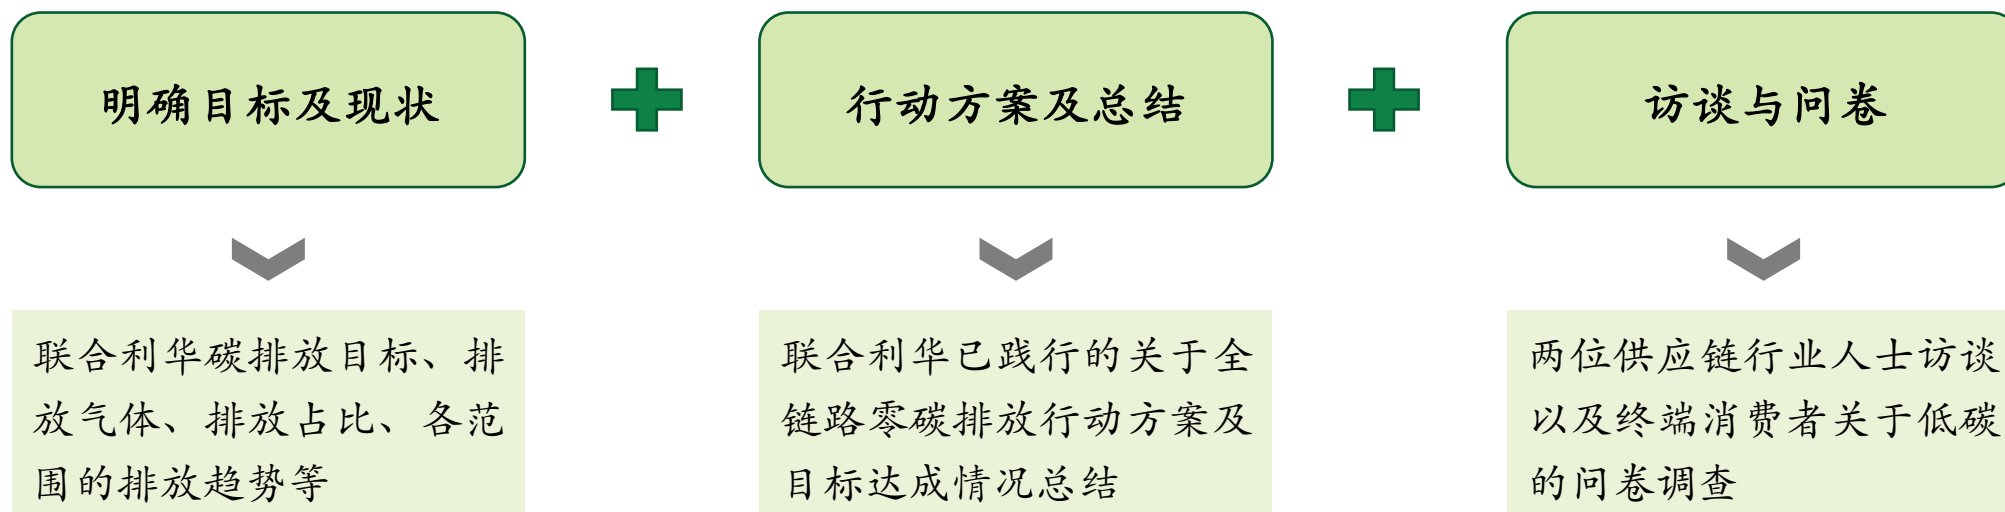 明确目标及现状
行动方案及总结
访谈与问卷
联合利华碳排放目标、排
放气体、排放占比、各范
围的排放趋势等
联合利华已践行的关于全
链路零碳排放行动方案及
目标达成情况总结
两位供应链行业人士访谈
以及终端消费者关于低碳
的问卷调查